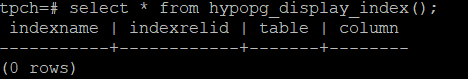 tpch=# select * from hypopg_display_index();
 indexname | indexrelid | table | column
-----------+------------+-------+--------
(0 rows)